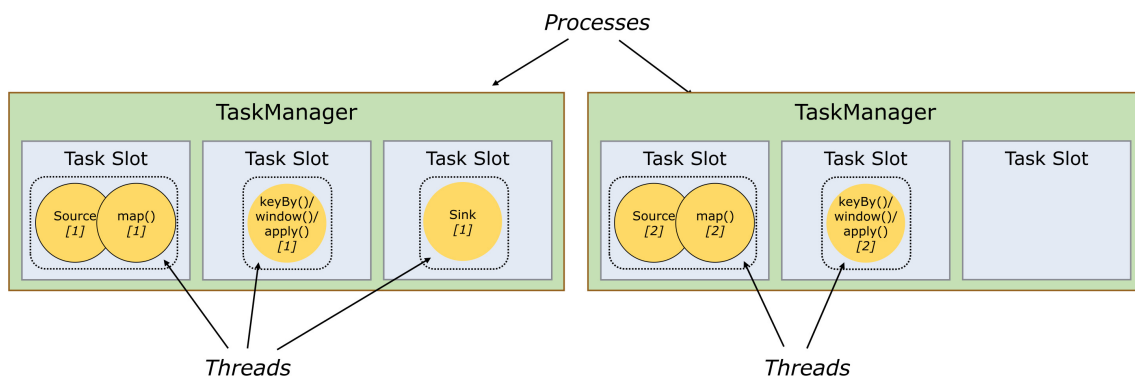 Processes
TaskManager
Task Slot
Source
[1]
map()
[1]
Task Slot
keyBy()/
window()/
apply()
[1]
Task Slot
Sink
[1]
Threads
TaskManager
Task Slot
Source
[2]
map()
[2]
Task Slot
keyBy()/
window()/
apply()
[2]
Task Slot
Threads